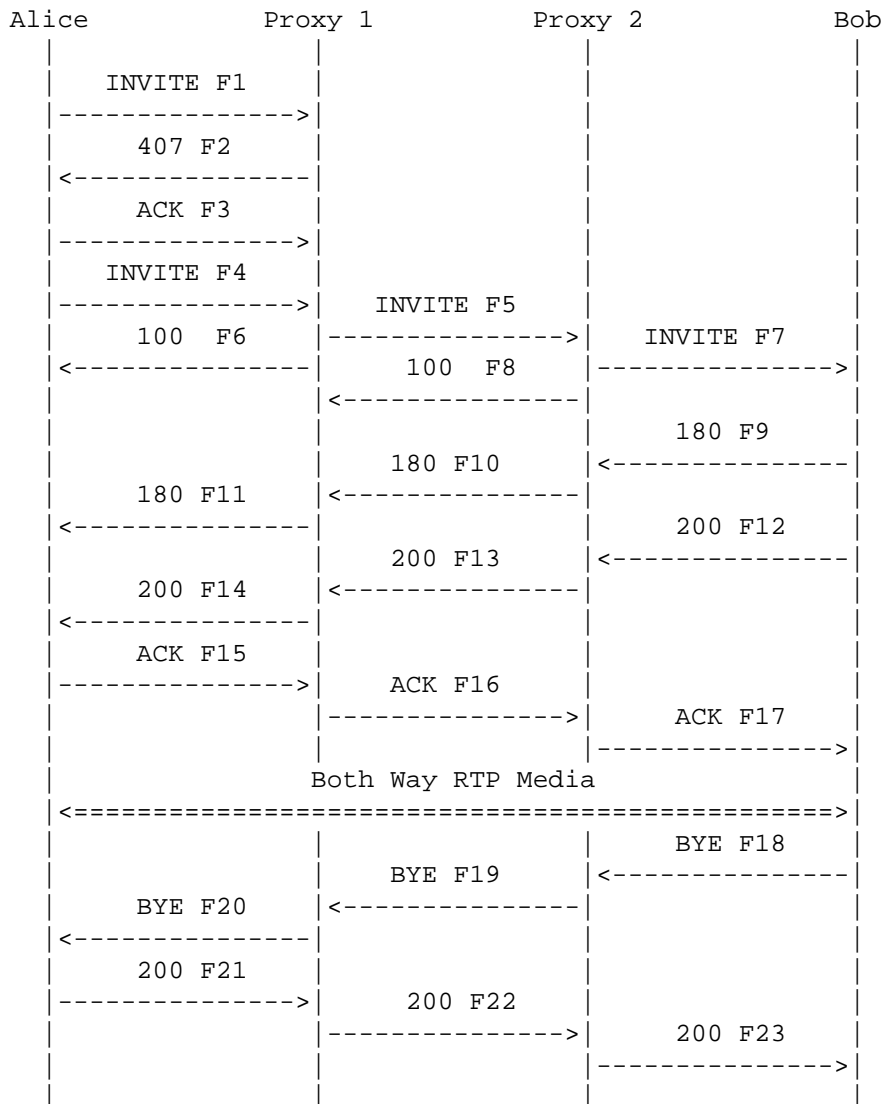 Alice Proxy 1 Proxy 2 Bob
INVITE F1
407 F2
ACK F3
INVITE F4
INVITE F5
100 F6
INVITE F7
100 F8
180 F9
180 F10
180 F11
200 F12
200 F13
200 F14
ACK F15
ACK F16
ACK F17
Both Way RTP Media
BYE F18
BYE F19
BYE F20
200 F21
200 F22
200 F23